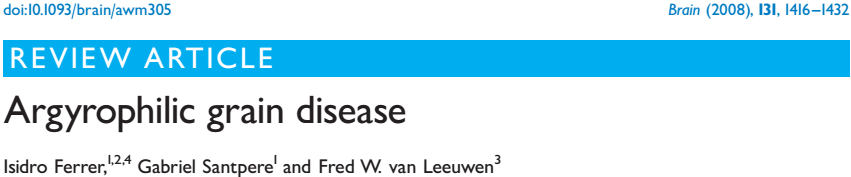 doi:10.1093/brain/awm305 Brain (2008), 131, 1416–1432
REVIEW ARTICLE
Argyrophilic grain disease
Isidro Ferrer,1,2,4 Gabriel Santpere1 and Fred W. van Leeuwen3